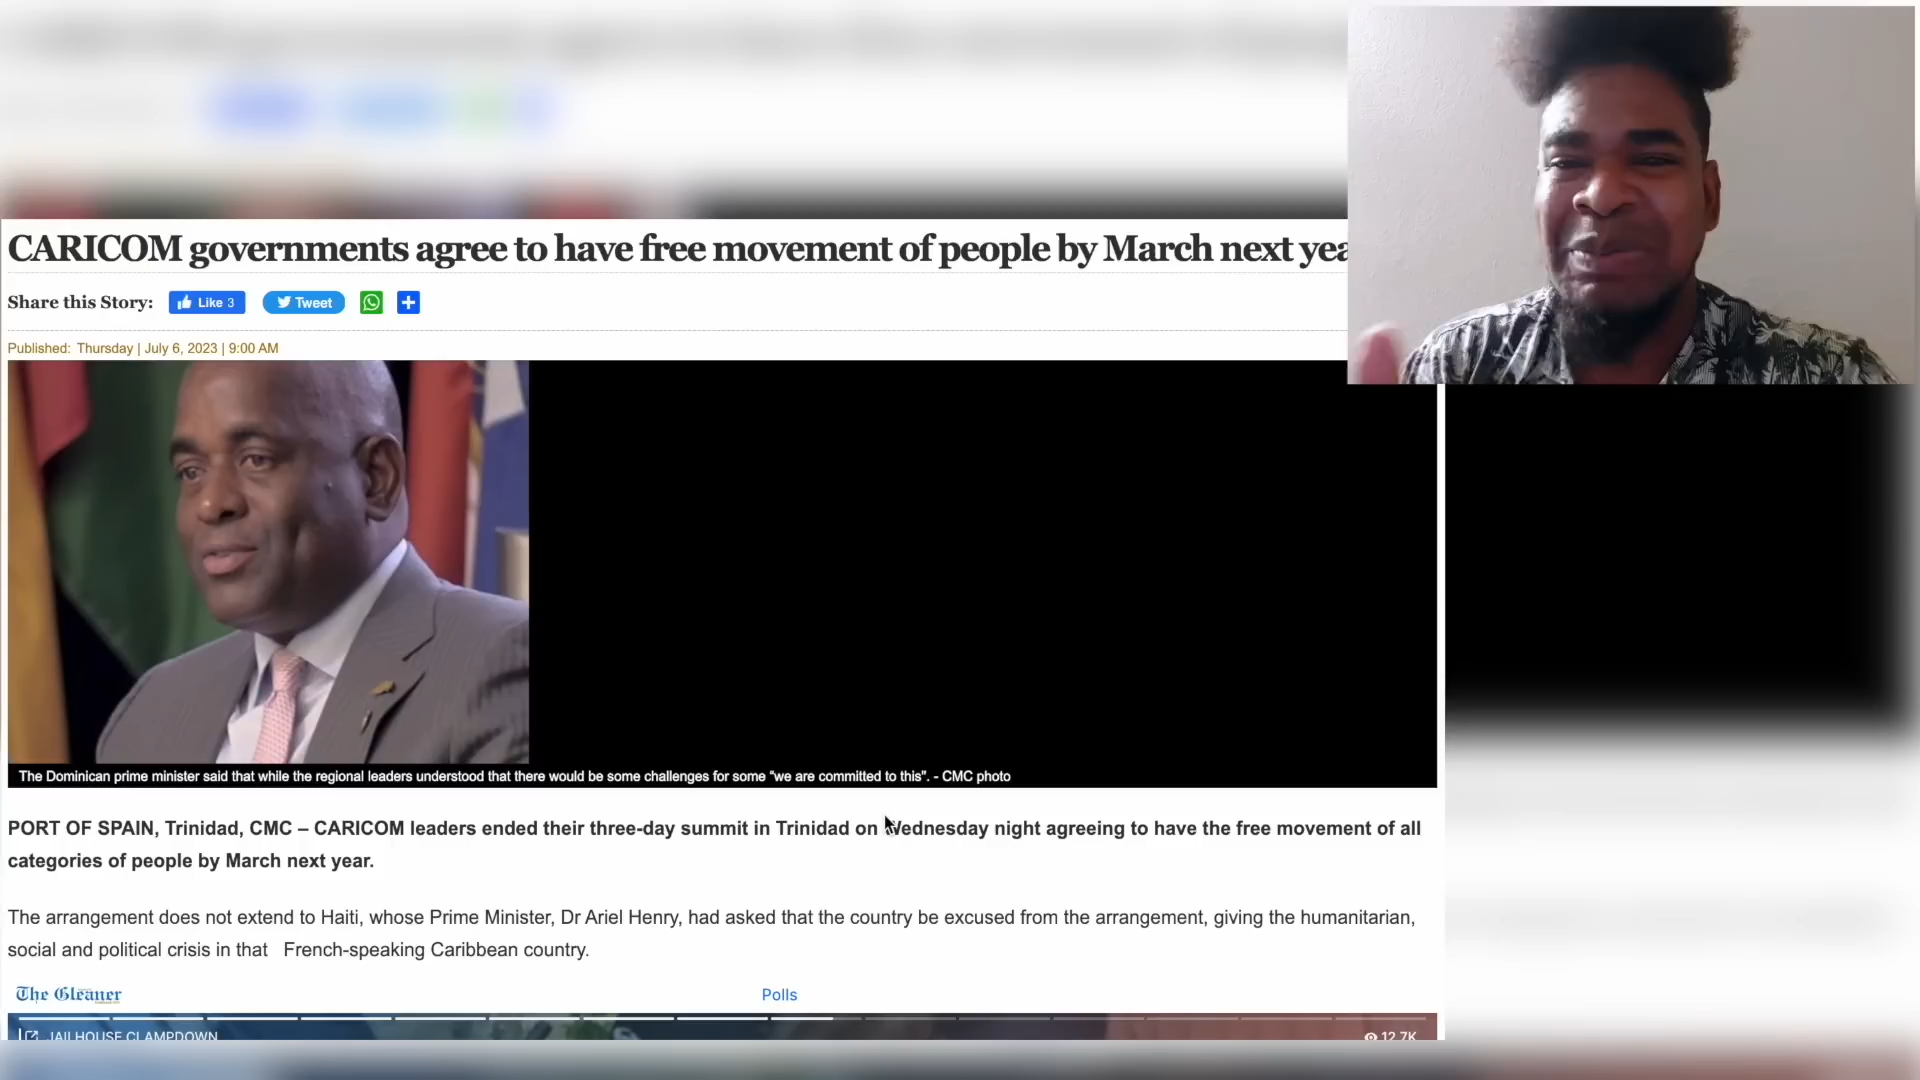 CARICOM governments agree to have free movement of people by March next yea
Share this Story: Like 3 Tweet
Published: Thursday | July 6, 2023 | 9:00 AM
The Dominican prime minister said that while the regional leaders understood that there would be some challenges for some “we are committed to this”. - CMC photo
PORT OF SPAIN, Trinidad, CMC – CARICOM leaders ended their three-day summit in Trinidad on Wednesday night agreeing to have the free movement of all
categories of people by March next year.
The arrangement does not extend to Haiti, whose Prime Minister, Dr Ariel Henry, had asked that the country be excused from the arrangement, giving the humanitarian,
social and political crisis in that French-speaking Caribbean country.
The Gleaner Polls
JAILHOUSE CLAMPDOWN 12.7K